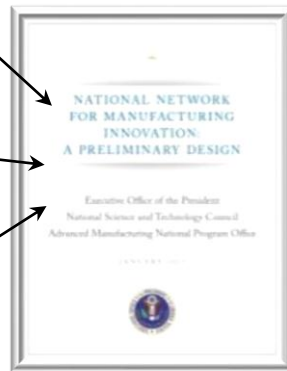 NATIONAL NETWORK
FOR MANUFACTURING
INNOVATION:
A PRELIMINARY DESIGN
Executive Office of the President
National Science and Technology Council
Advanced Manufacturing National Program Office
JANUARY